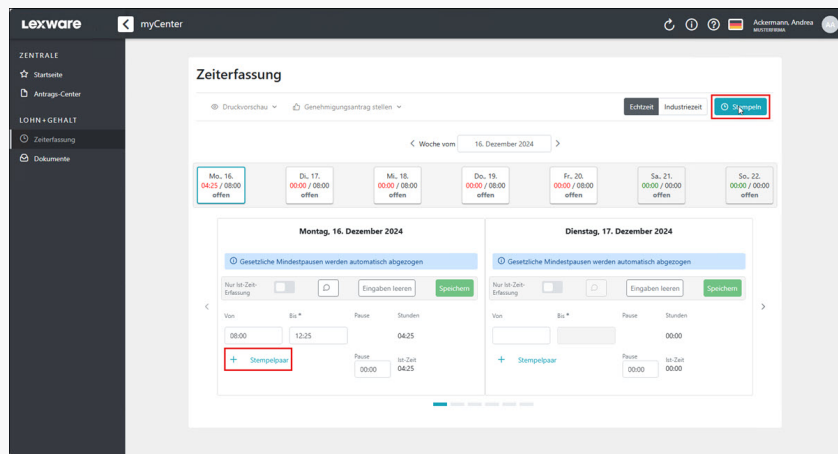 Lexware
myCenter
Ackermann, Andrea
MUSTERFIRMA
AA
ZENTRALE
Startseite
Antrags-Center
LOHN+GEHALT
Zeiterfassung
Dokumente
Zeiterfassung
Druckvorschau
Genehmigungsantrag stellen
Echtzeit Industriezeit Stempeln
Woche vom 16. Dezember 2024
Mo., 16. Di., 17. Mi., 18. Do., 19. Fr., 20. Sa., 21. So., 22.
04:25 / 08:00 00:00 / 08:00 00:00 / 08:00 00:00 / 08:00 00:00 / 08:00 00:00 / 00:00 00:00 / 00:00
offen offen offen offen offen offen offen
Montag, 16. Dezember 2024
Gesetzliche Mindestpausen werden automatisch abgezogen
Nur Ist-Zeit-
Erfassung
Eingaben leeren
Speichern
Von Bis * Pause Stunden
08:00 12:25 04:25
+ Stempelpaar
Pause Ist-Zeit
00:00 04:25
Dienstag, 17. Dezember 2024
Gesetzliche Mindestpausen werden automatisch abgezogen
Nur Ist-Zeit-
Erfassung
Eingaben leeren
Speichern
Von Bis * Pause Stunden
00:00
+ Stempelpaar
Pause Ist-Zeit
00:00 00:00